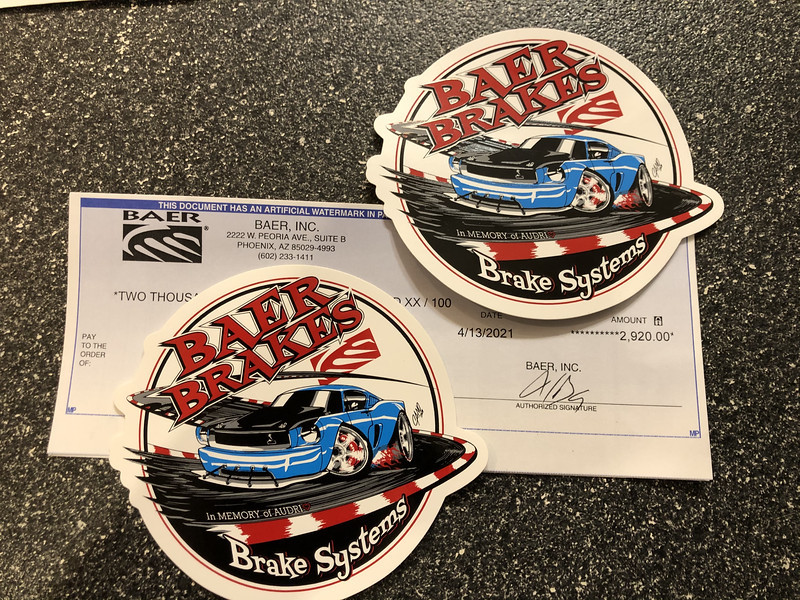 BAER
BRAKES
in MEMORY of AUDRI
Brake Systems
THIS DOCUMENT HAS AN ARTIFICIAL WATERMARK IN
BAER
BAER, INC.
2222 W. PEORIA AVE., SUITE B
PHOENIX, AZ 85029-4993
(602) 233-1411
*TWO XX / 100
DATE AMOUNT
4/13/2021 **********2,920.00*
PAY
TO THE
ORDER
OF:
BAER, INC.
AUTHORIZED SIGNATURE
MP MP
BAER
BRAKES
in MEMORY of AUDRI
Brake Systems